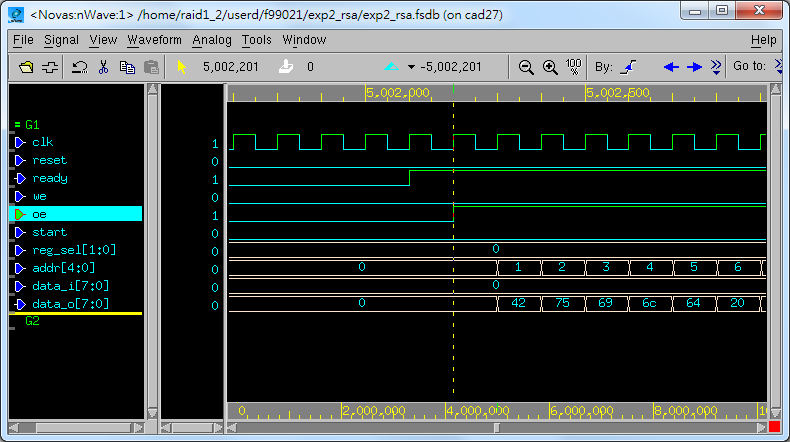 <Novas:nWave:1> /home/raid1_2/userd/f99021/exp2_rsa/exp2_rsa.fsdb (on cad27)
File Signal View Waveform Analog Tools Window Help
5,002,201 0 -5,002,201 100 % By: Go to:
5,002,000 5,002,500
= G1
clk 1
reset 0
ready 1
we 0
oe 1
start 0
reg_sel[1:0] 0 0
addr[4:0] 0 0 1 2 3 4 5 6
data_i[7:0] 0 0
data_o[7:0] 0 0 42 75 69 6c 64 20
G2
0 2,000,000 4,000,000 6,000,000 8,000,000 10